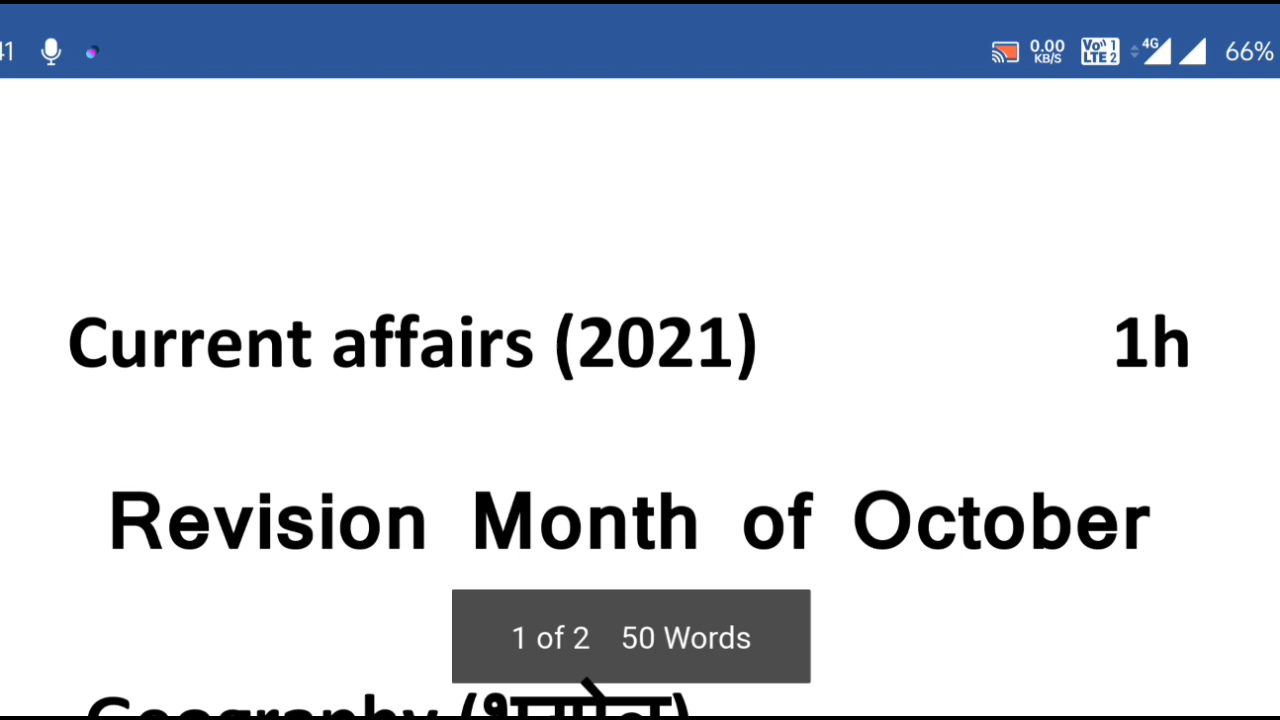 41 0.00 KB/S Vo 1 LTE 2 4G 66%
Current affairs (2021) 1h
Revision Month of October
1 of 2 50 Words
Geography (भूगोल)